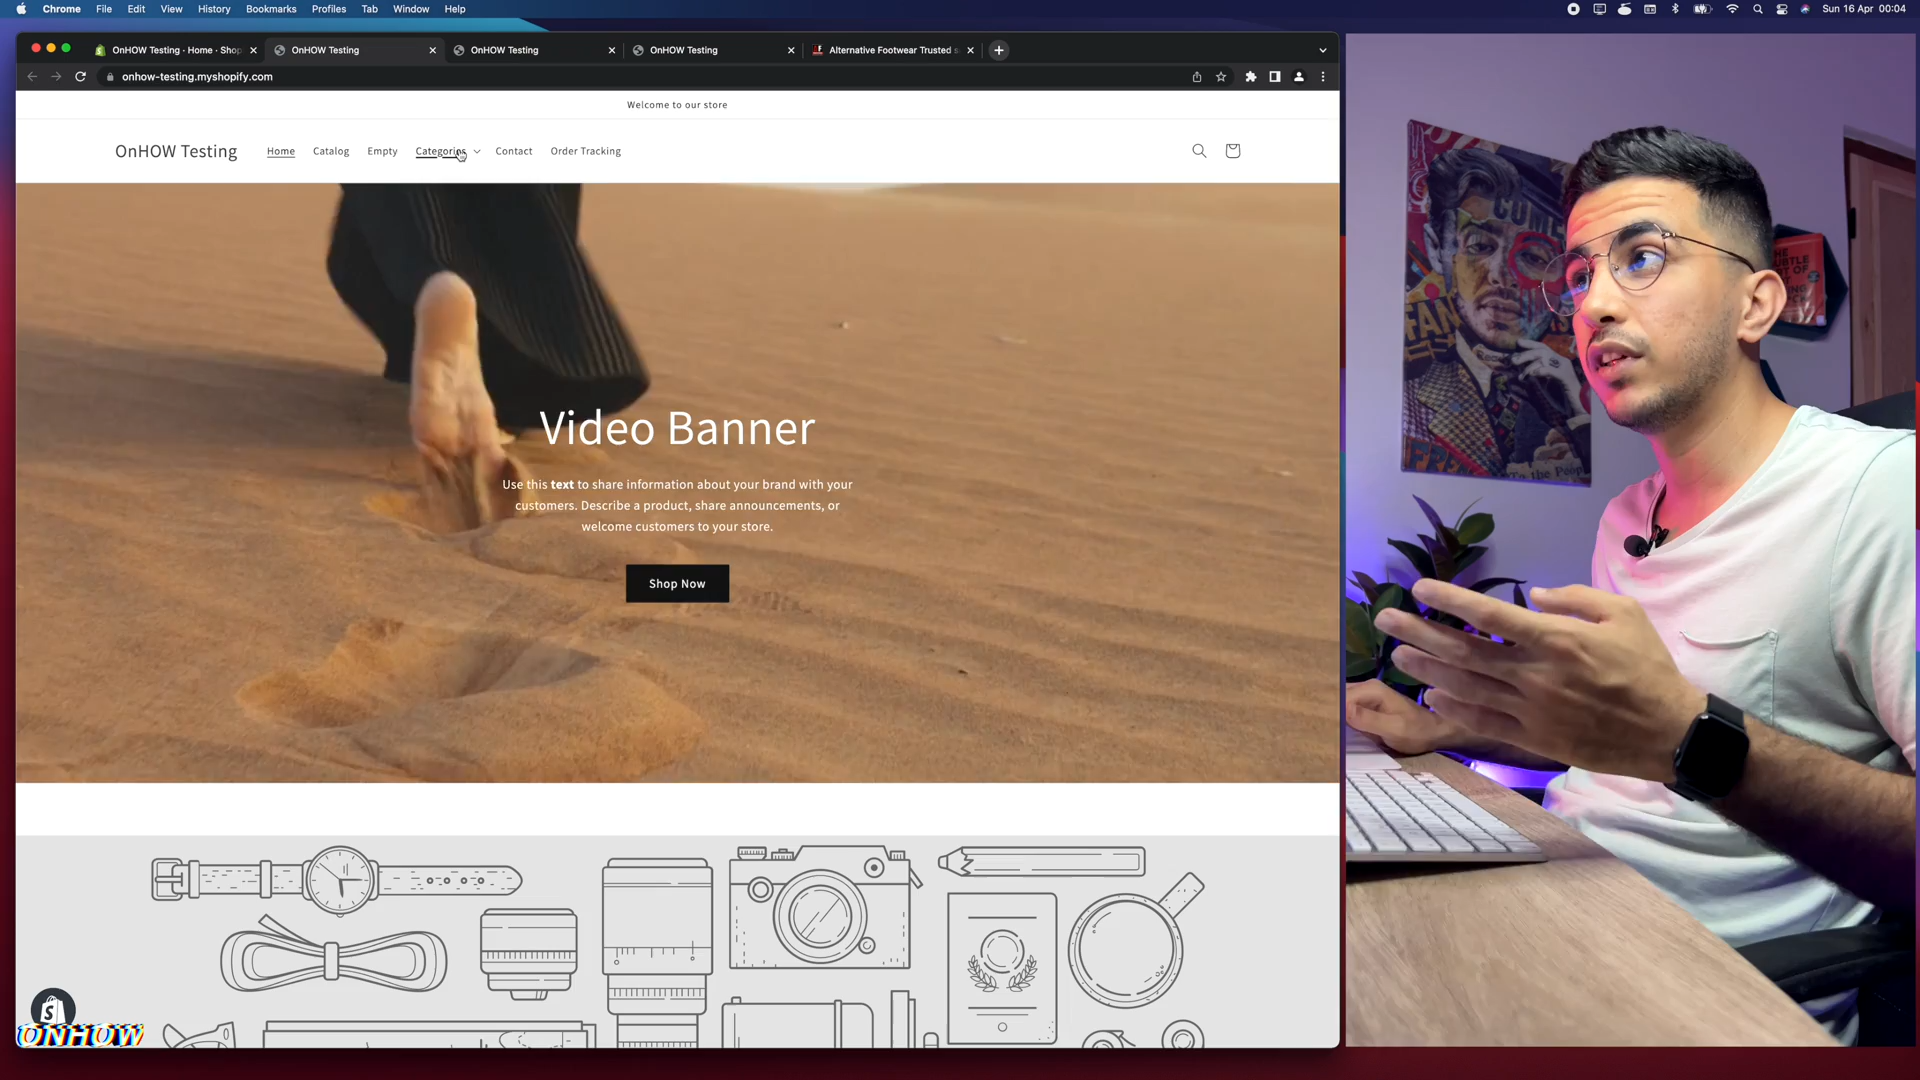 Chrome File Edit View History Bookmarks Profiles Tab Window Help
Sun 16 Apr 00:04
OnHOW Testing · Home · Shop
OnHOW Testing
OnHOW Testing
OnHOW Testing
Alternative Footwear Trusted s
onhow-testing.myshopify.com
Welcome to our store
OnHOW Testing
Home Catalog Empty Categories Contact Order Tracking
Video Banner
Use this text to share information about your brand with your
customers. Describe a product, share announcements, or
welcome customers to your store.
Shop Now
ONHOW
To the People